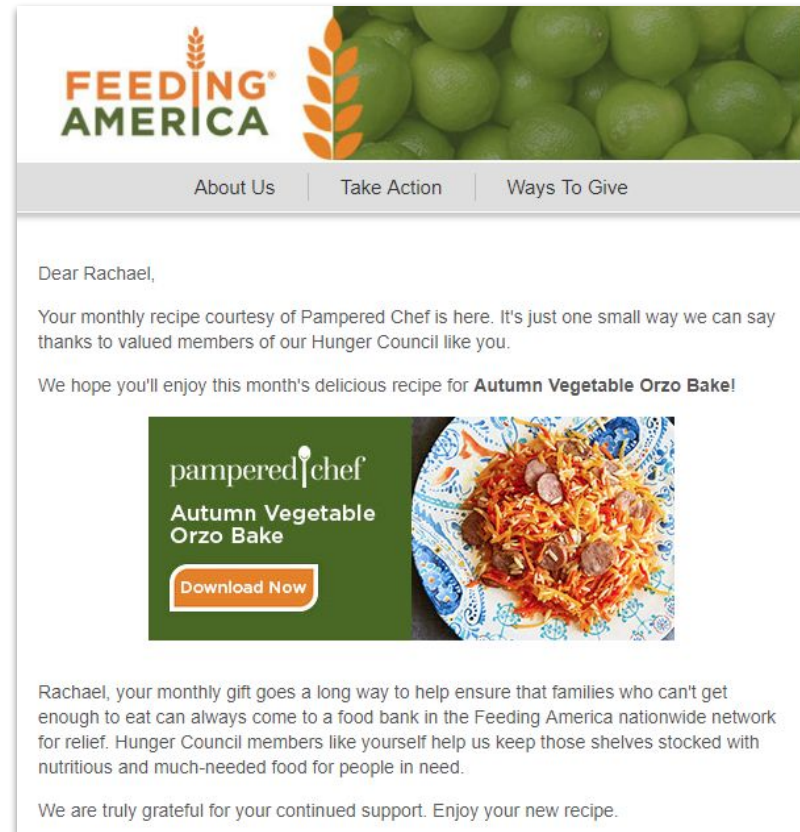 FEEDING®
AMERICA
About Us
Take Action
Ways To Give
Dear Rachael,
Your monthly recipe courtesy of Pampered Chef is here. It's just one small way we can say
thanks to valued members of our Hunger Council like you.
We hope you'll enjoy this month's delicious recipe for Autumn Vegetable Orzo Bake!
pampered chef
Autumn Vegetable
Orzo Bake
Download Now
Rachael, your monthly gift goes a long way to help ensure that families who can't get
enough to eat can always come to a food bank in the Feeding America nationwide network
for relief. Hunger Council members like yourself help us keep those shelves stocked with
nutritious and much-needed food for people in need.
We are truly grateful for your continued support. Enjoy your new recipe.